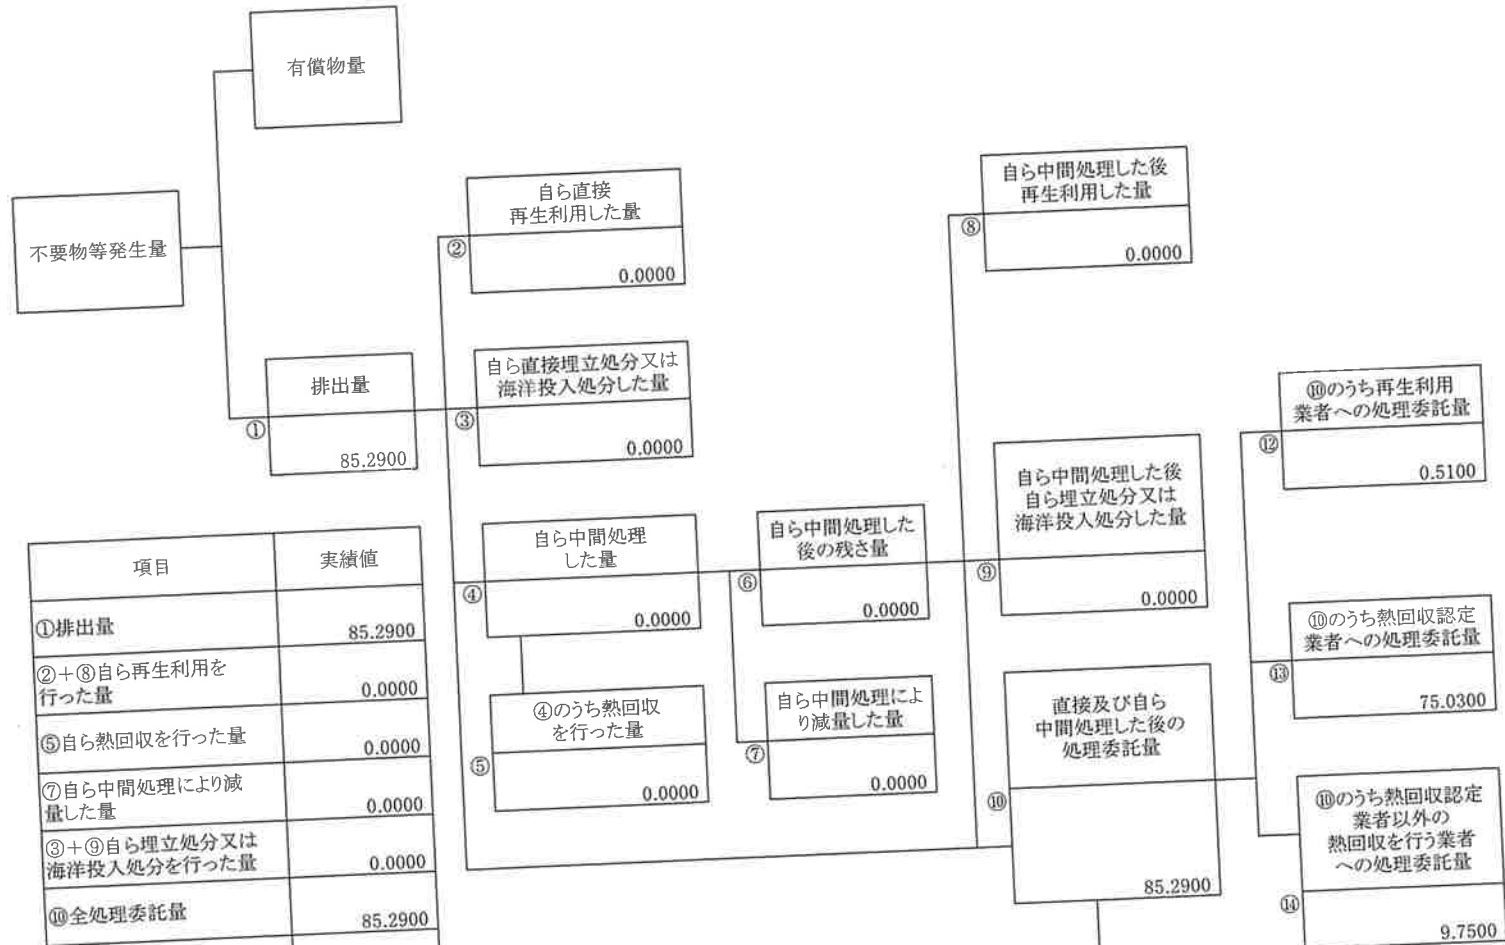 有償物量
不要物等発生量
排出量
①
85.2900
自ら直接
再生利用した量
②
0.0000
自ら直接埋立処分又は
海洋投入処分した量
③
0.0000
自ら中間処理
した量
④
0.0000
④のうち熱回収
を行った量
⑤
0.0000
自ら中間処理した
後の残さ量
⑥
0.0000
自ら中間処理によ
り減量した量
⑦
0.0000
自ら中間処理した後
再生利用した量
⑧
0.0000
自ら中間処理した後
自ら埋立処分又は
海洋投入処分した量
⑨
0.0000
直接及び自ら
中間処理した後の
処理委託量
⑩
85.2900
⑩のうち再生利用
業者への処理委託量
⑫
0.5100
⑩のうち熱回収認定
業者への処理委託量
⑬
75.0300
⑩のうち熱回収認定
業者以外の
熱回収を行う業者
への処理委託量
⑭
9.7500
項目 実績値
①排出量 85.2900
②+⑧自ら再生利用を
行った量 0.0000
⑤自ら熱回収を行った量 0.0000
⑦自ら中間処理により減
量した量 0.0000
③+⑨自ら埋立処分又は
海洋投入処分を行った量 0.0000
⑩全処理委託量 85.2900